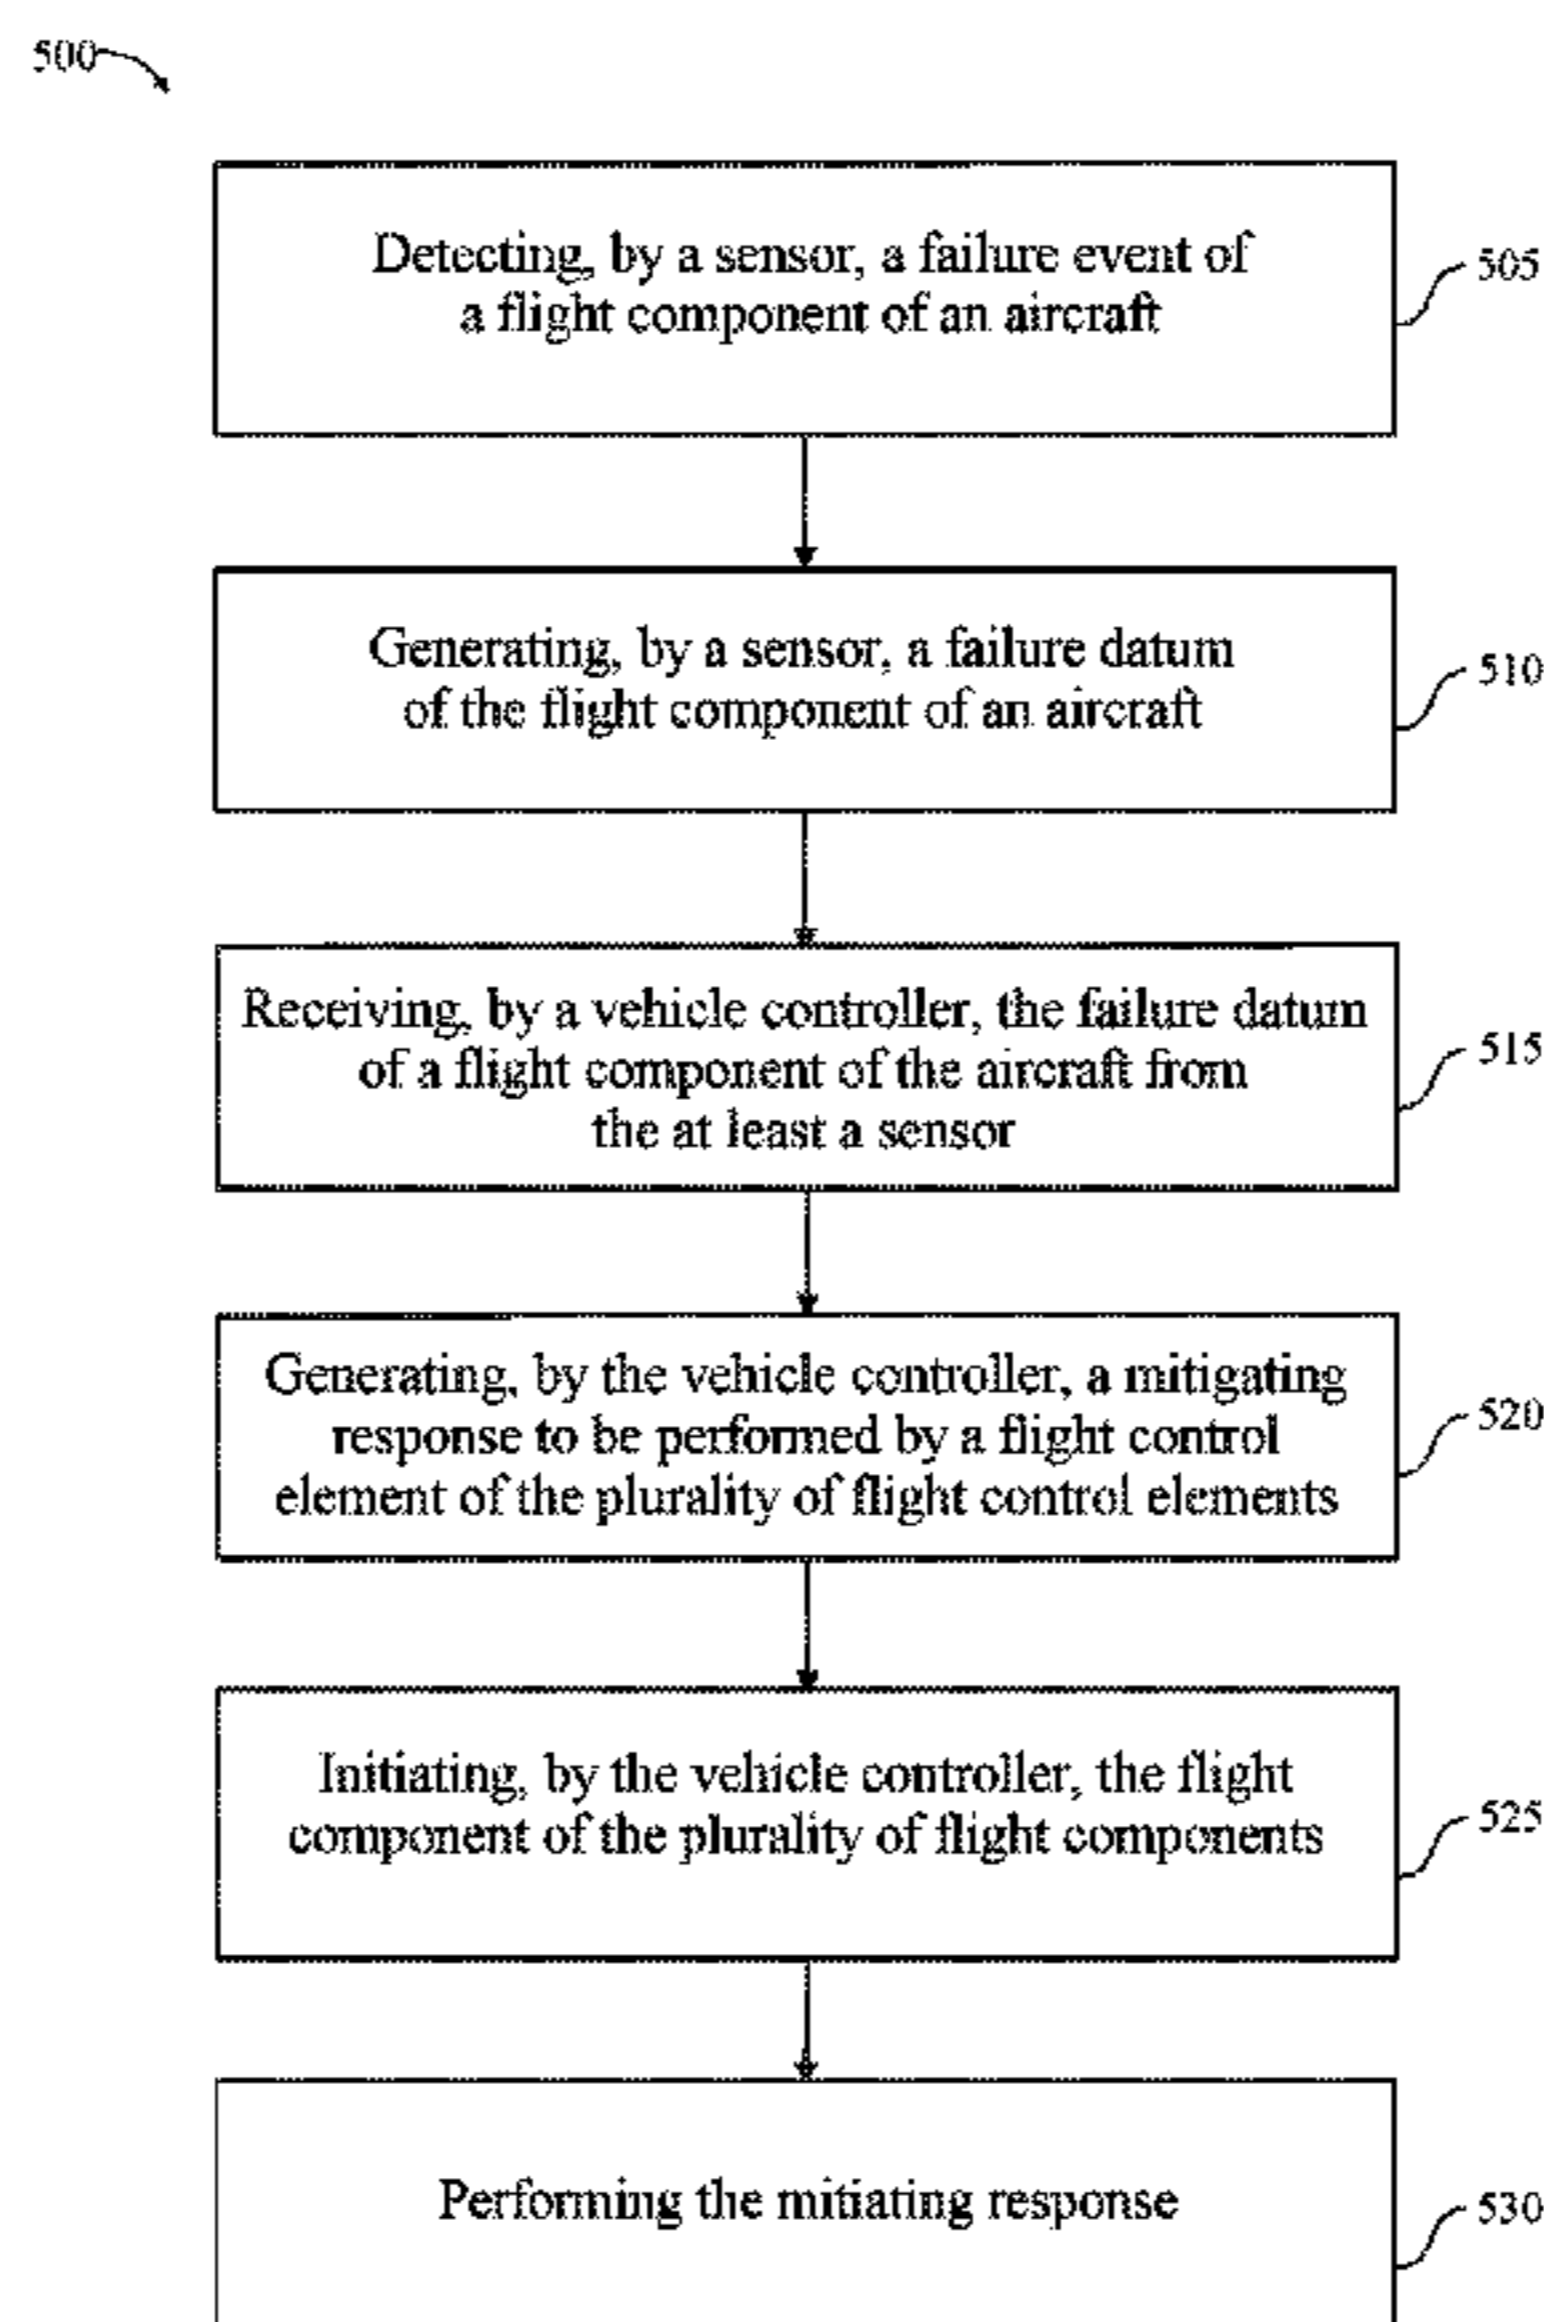 500
Detecting, by a sensor, a failure event of
a flight component of an aircraft
505
Generating, by a sensor, a failure datum
of the flight component of an aircraft
510
Receiving, by a vehicle controller, the failure datum
of a flight component of the aircraft from
the at least a sensor
515
Generating, by the vehicle controller, a mitigating
response to be performed by a flight control
element of the plurality of flight control elements
520
Initiating, by the vehicle controller, the flight
component of the plurality of flight components
525
Performing the mitiating response
530